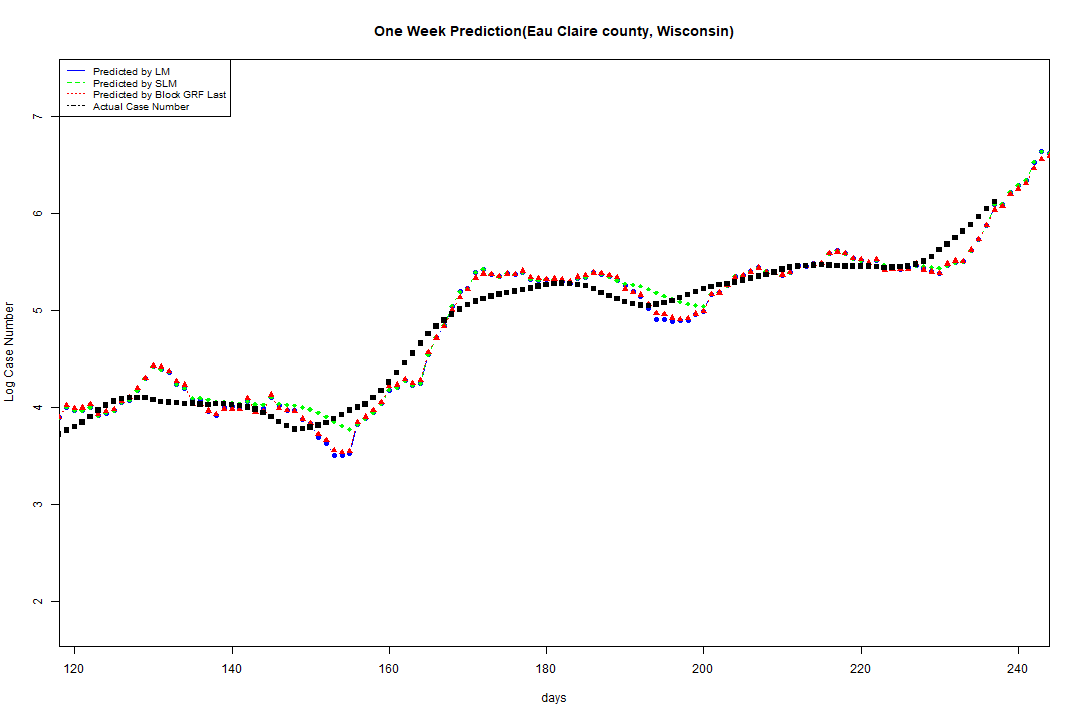 One Week Prediction(Eau Claire county, Wisconsin)
Predicted by LM
Predicted by SLM
Predicted by Block GRF Last
Actual Case Number
Log Case Number
7
6
5
4
3
2
120 140 160 180 200 220 240
days